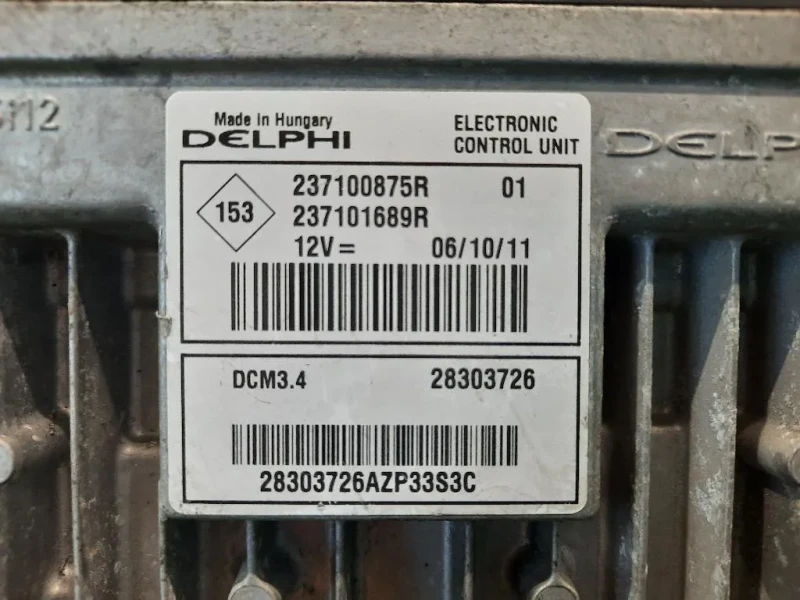 Made in Hungary
DELPHI
ELECTRONIC
CONTROL UNIT
153
237100875R 01
237101689R
12V = 06/10/11
DCM3.4 28303726
28303726AZP33S3C
DELP